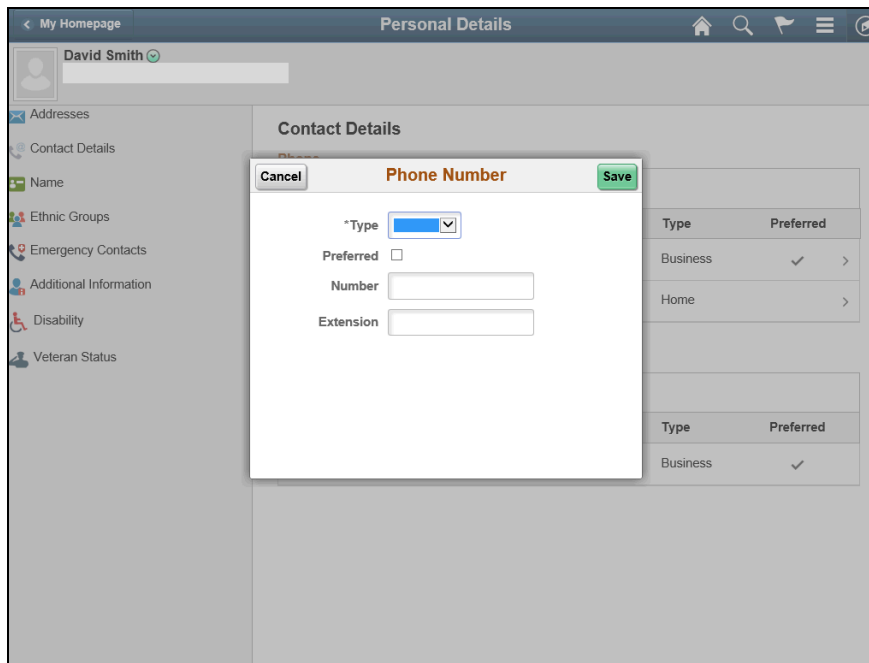 My Homepage
Personal Details
David Smith
Addresses
Contact Details
Name
Ethnic Groups
Emergency Contacts
Additional Information
Disability
Veteran Status
Contact Details
Phone
Cancel
Phone Number
Save
*Type
Preferred
Number
Extension
Type Preferred
Business
Home
Type Preferred
Business